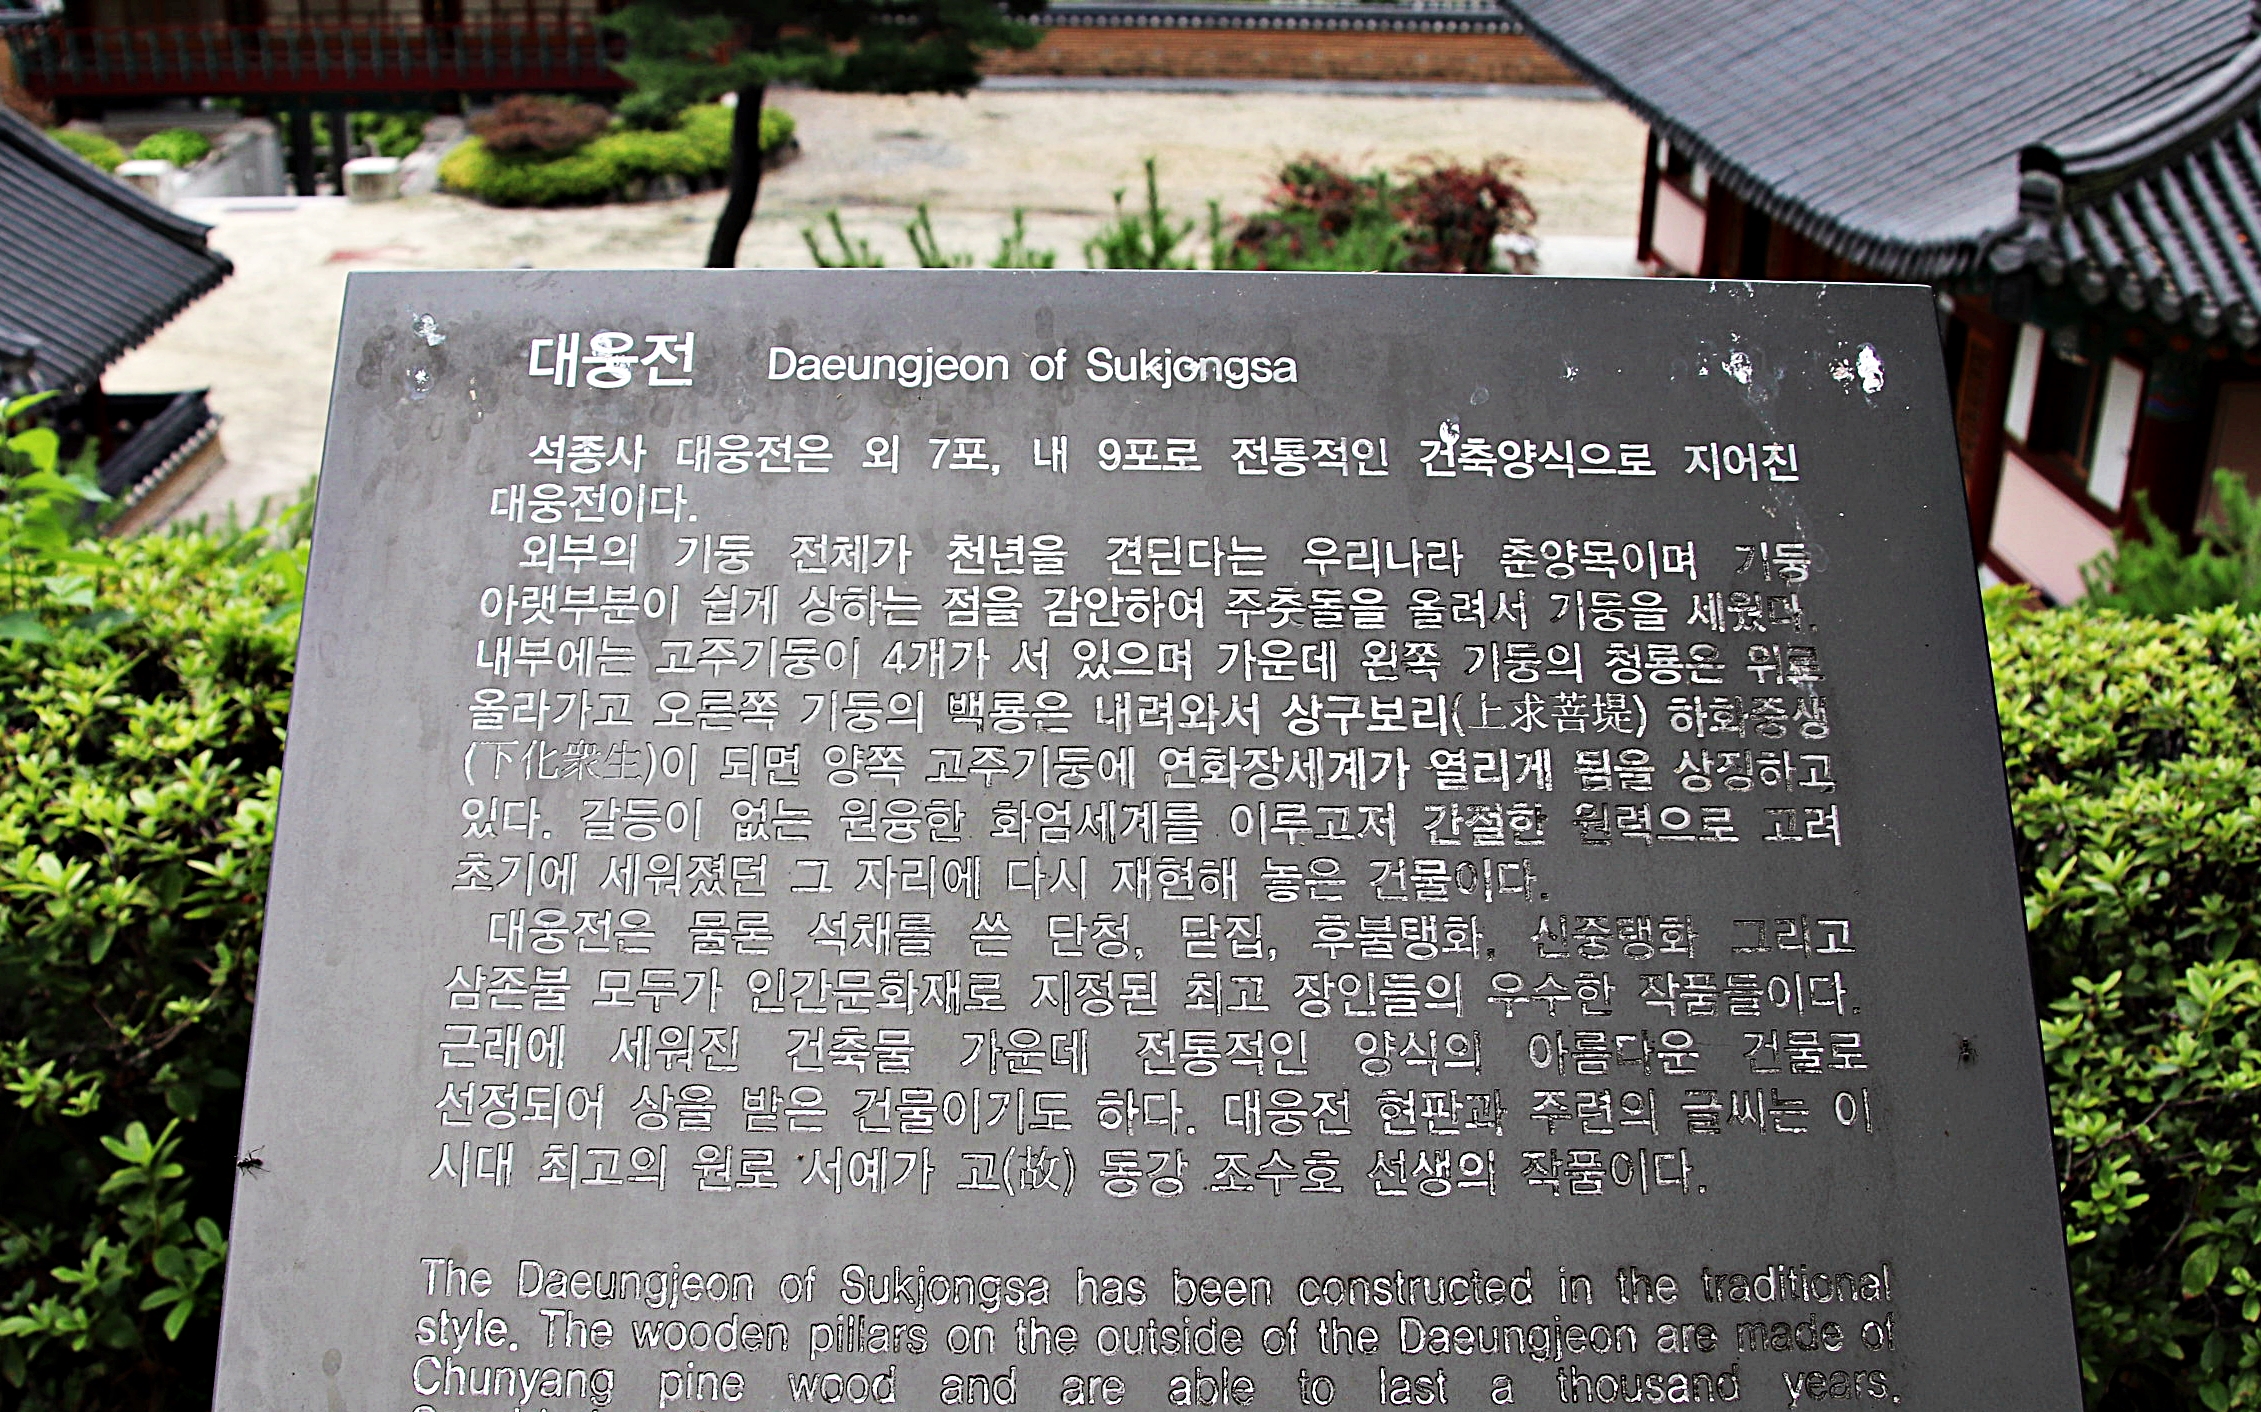 대웅전 Daeungjeon of Sukjongsa
석종사 대웅전은 외 7포, 내 9포로 전통적인 건축양식으로 지어진
대웅전이다.
외부의 기둥 전체가 천년을 견딘다는 우리나라 춘양목이며 기둥
아랫부분이 쉽게 상하는 점을 감안하여 주춧돌을 올려서 기둥을 세웠다.
내부에는 고주기둥이 4개가 서 있으며 가운데 왼쪽 기둥의 청룡은 위로
올라가고 오른쪽 기둥의 백룡은 내려와서 상구보리(上求菩堤) 하화중생
(下化衆生)이 되면 양쪽 고주기둥에 연화장세계가 열리게 됨을 상징하고
있다. 갈등이 없는 원융한 화엄세계를 이루고저 간절한 원력으로 고려
초기에 세워졌던 그 자리에 다시 재현해 놓은 건물이다.
대웅전은 물론 석채를 쓴 단청, 닫집, 후불탱화, 신중탱화 그리고
삼존불 모두가 인간문화재로 지정된 최고 장인들의 우수한 작품들이다.
근래에 세워진 건축물 가운데 전통적인 양식의 아름다운 건물로
선정되어 상을 받은 건물이기도 하다. 대웅전 현판과 주련의 글씨는 이
시대 최고의 원로 서예가 고(故) 동강 조수호 선생의 작품이다.
The Daeungjeon of Sukjongsa has been constructed in the traditional
style. The wooden pillars on the outside of the Daeungjeon are made of
Chunyang pine wood and are able to last a thousand years.